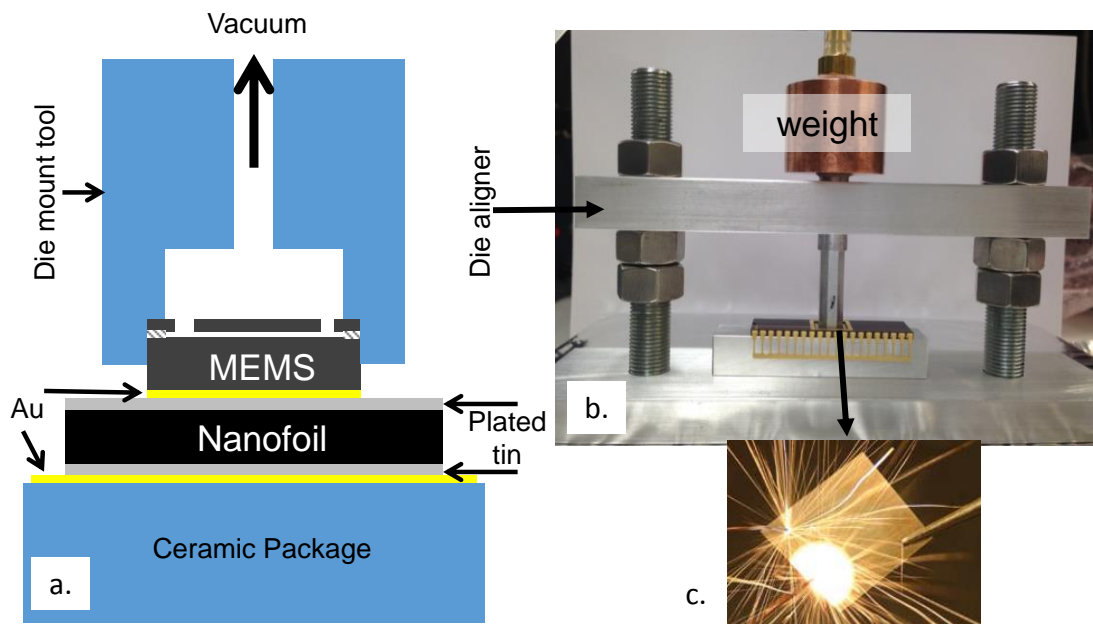 Vacuum
Die mount tool
MEMS
Au
Nanofoil
Plated
tin
Ceramic Package
a.
weight
Die aligner
b.
c.